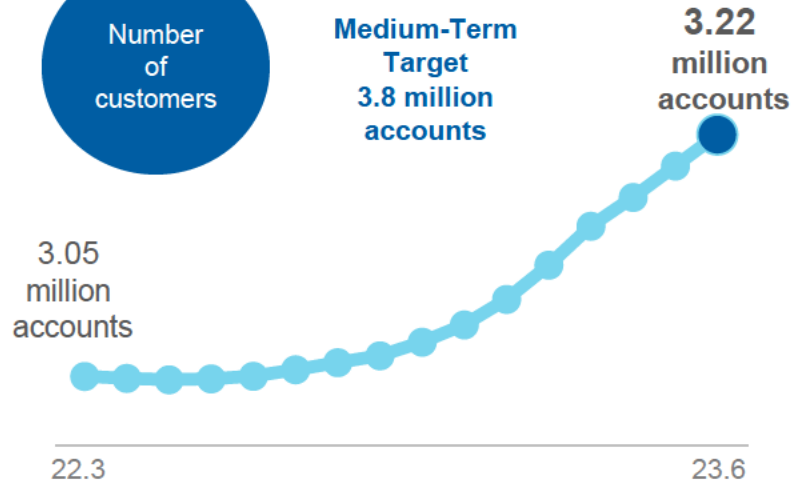 Number
of
customers
Medium-Term
Target
3.8 million
accounts
3.22
million
accounts
3.05
million
accounts
22.3
23.6